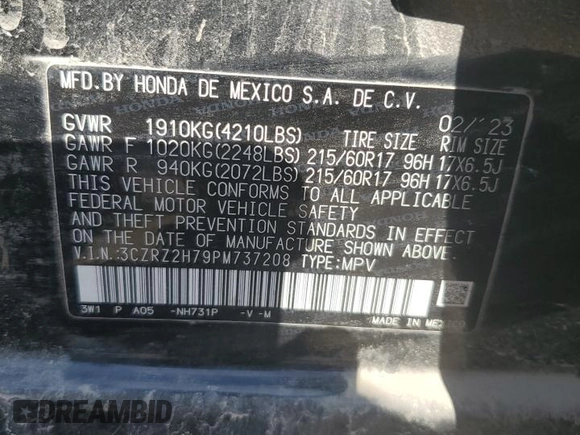 MFD.BY HONDA DE MEXICO S.A. DE C.V.
02/'23
GVWR 1910KG(4210LBS) TIRE SIZE RIM SIZE
GAWR F 1020KG(2248LBS) 215/60R17 96H 17X6.5J
GAWR R 940KG(2072LBS) 215/60R17 96H 17X6.5J
THIS VEHICLE CONFORMS TO ALL APPLICABLE
FEDERAL MOTOR VEHICLE SAFETY
AND THEFT PREVENTION STANDARDS IN EFFECT
ON THE DATE OF MANUFACTURE SHOWN ABOVE.
V.I.N.:3CZRZ2H79PM737208 TYPE:MPV
3W1 P A05 -NH731P -V -M
MADE IN MEXICO
DREAMBID